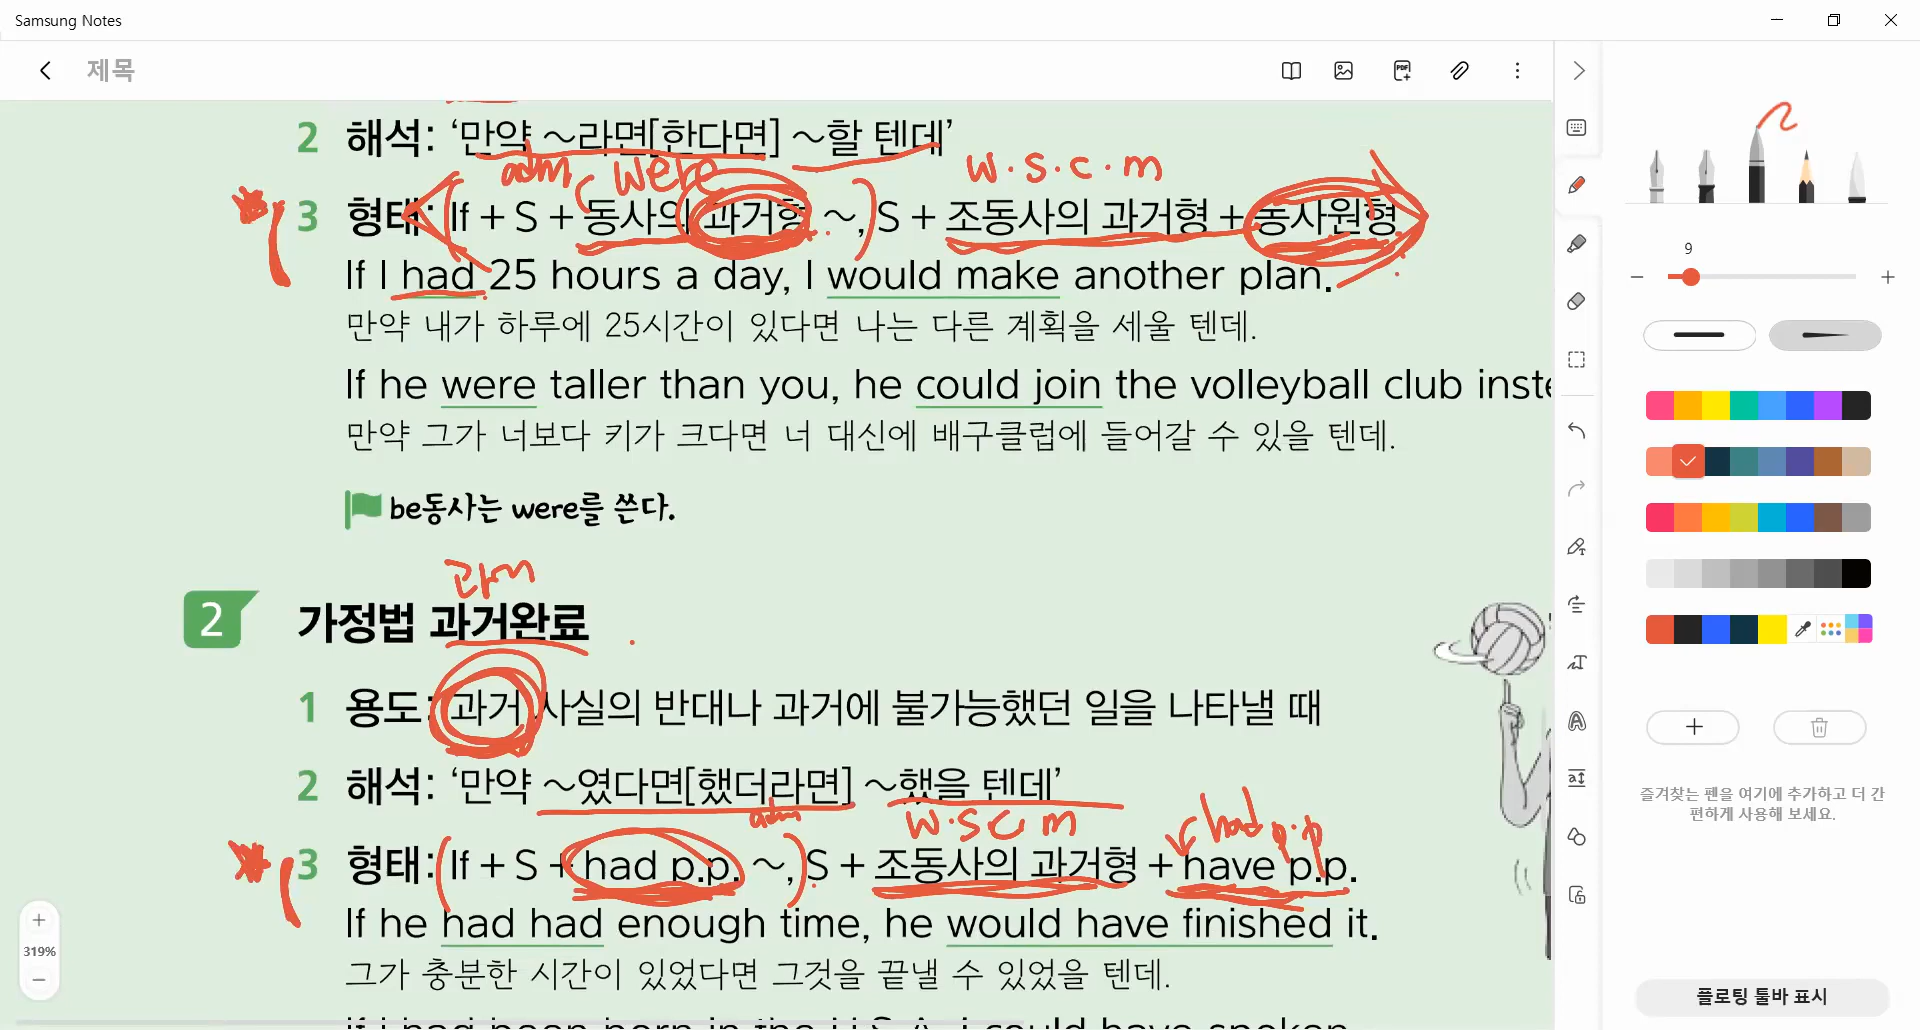 Samsung Notes
제목
2 해석: ‘만약 ~라면[한다면] ~할 텐데’
adm were w.s.c.m
3 형태: If + S + 동사의 과거형 ~, S + 조동사의 과거형 + 동사원형
If I had 25 hours a day, I would make another plan.
만약 내가 하루에 25시간이 있다면 나는 다른 계획을 세울 텐데.
If he were taller than you, he could join the volleyball club inste
만약 그가 너보다 키가 크다면 너 대신에 배구클럽에 들어갈 수 있을 텐데.
be동사는 were를 쓴다.
2 가정법 과거완료
1 용도: 과거 사실의 반대나 과거에 불가능했던 일을 나타낼 때
2 해석: ‘만약 ~였다면[했더라면] ~했을 텐데’
adm w.s c m had p.p
3 형태: If + S + had p.p. ~, S + 조동사의 과거형 + have p.p.
If he had had enough time, he would have finished it.
그가 충분한 시간이 있었다면 그것을 끝낼 수 있었을 텐데.
If I had been born in the U.S.A, I could have spoken
319%
9
즐겨찾는 펜을 여기에 추가하고 더 간
편하게 사용해 보세요.
플로팅 툴바 표시